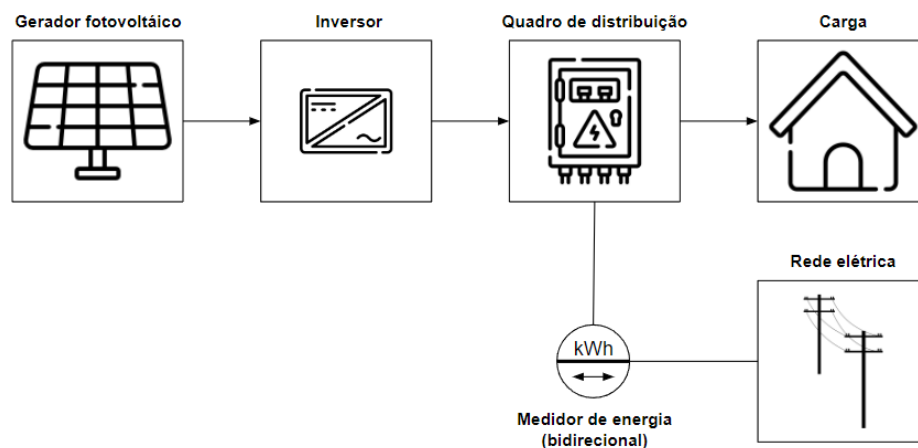 Gerador fotovoltáico
Inversor
Quadro de distribuição
Carga
Rede elétrica
kWh
Medidor de energia
(bidirecional)